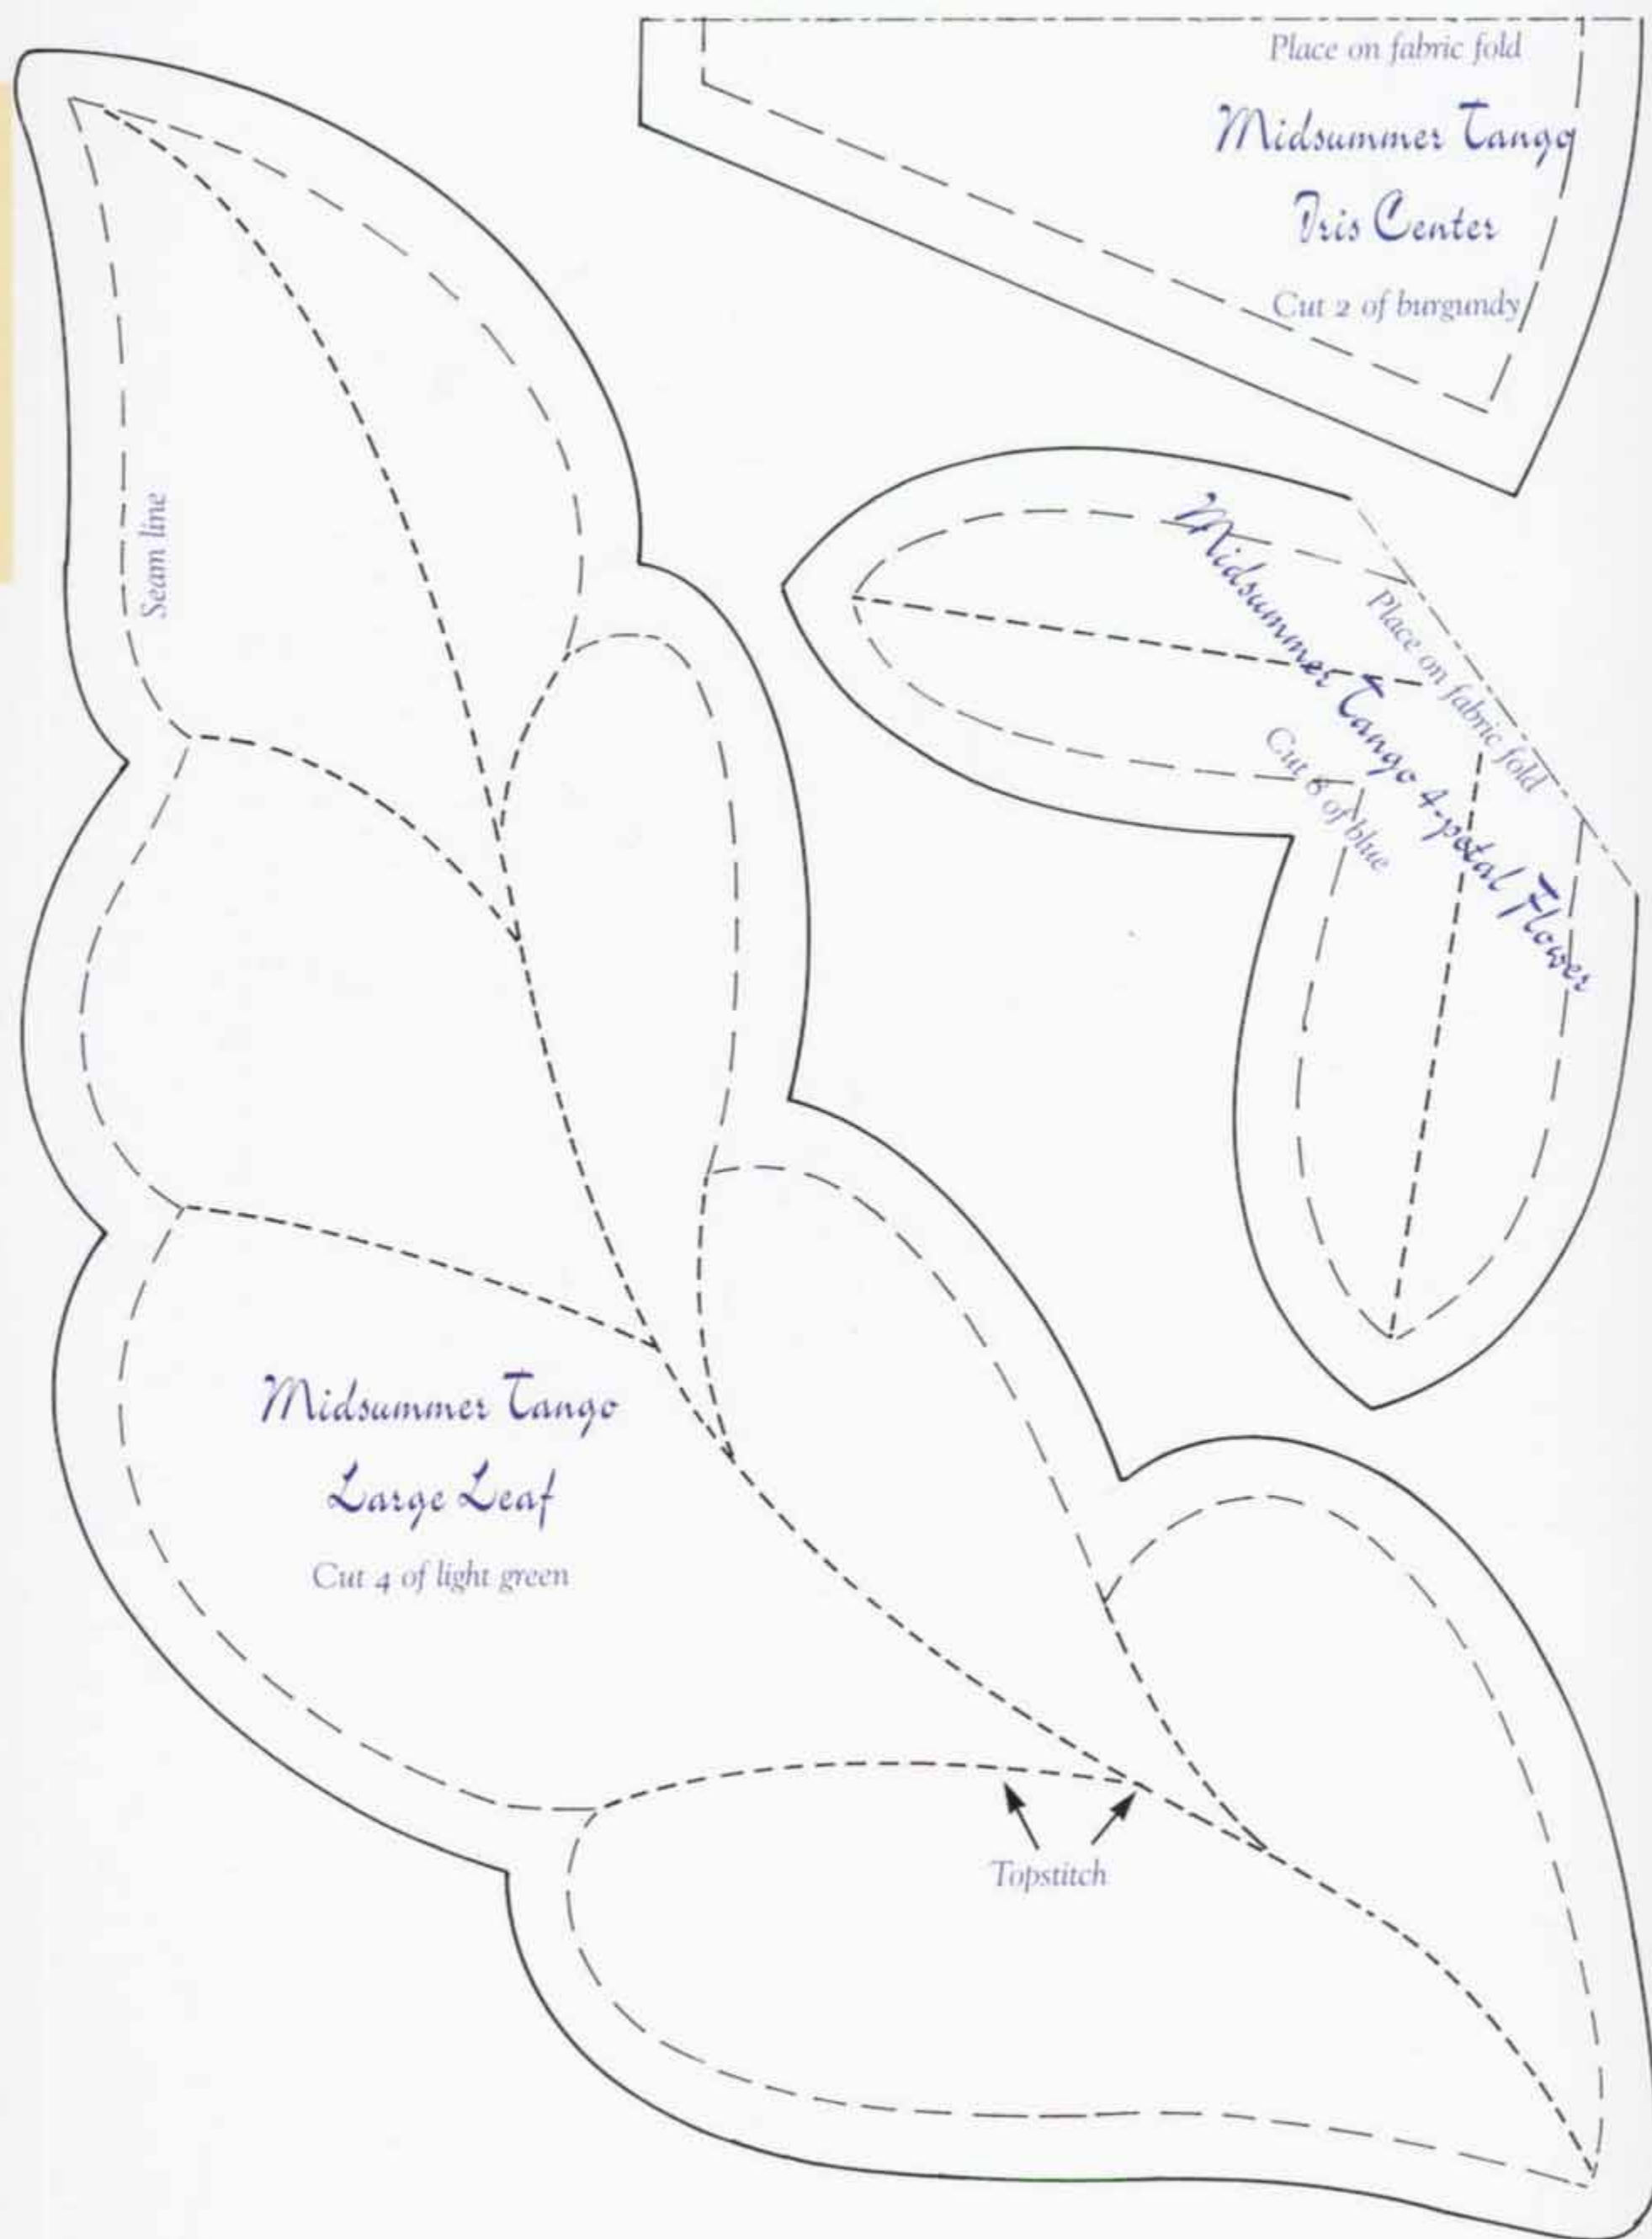 Place on fabric fold
Midsummer Tango
Iris Center
Cut 2 of burgundy
Seam line
Midsummer Tango 4-petal Flower
Place on fabric fold
Cut 8 of blue
Midsummer Tango
Large Leaf
Cut 4 of light green
Topstitch